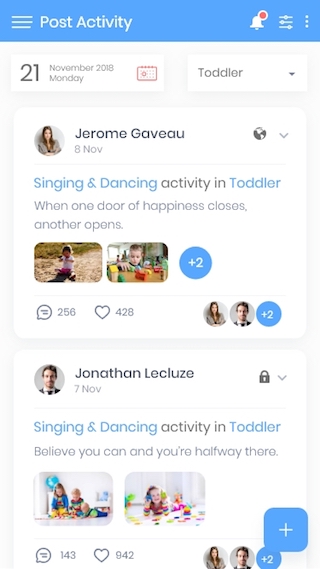 Post Activity
21
November 2018
Monday
Toddler
Jerome Gaveau
8 Nov
Singing & Dancing activity in Toddler
When one door of happiness closes,
another opens.
+2
256
428
+2
Jonathan Lecluze
7 Nov
Singing & Dancing activity in Toddler
Believe you can and you're halfway there.
143
942
+2
+